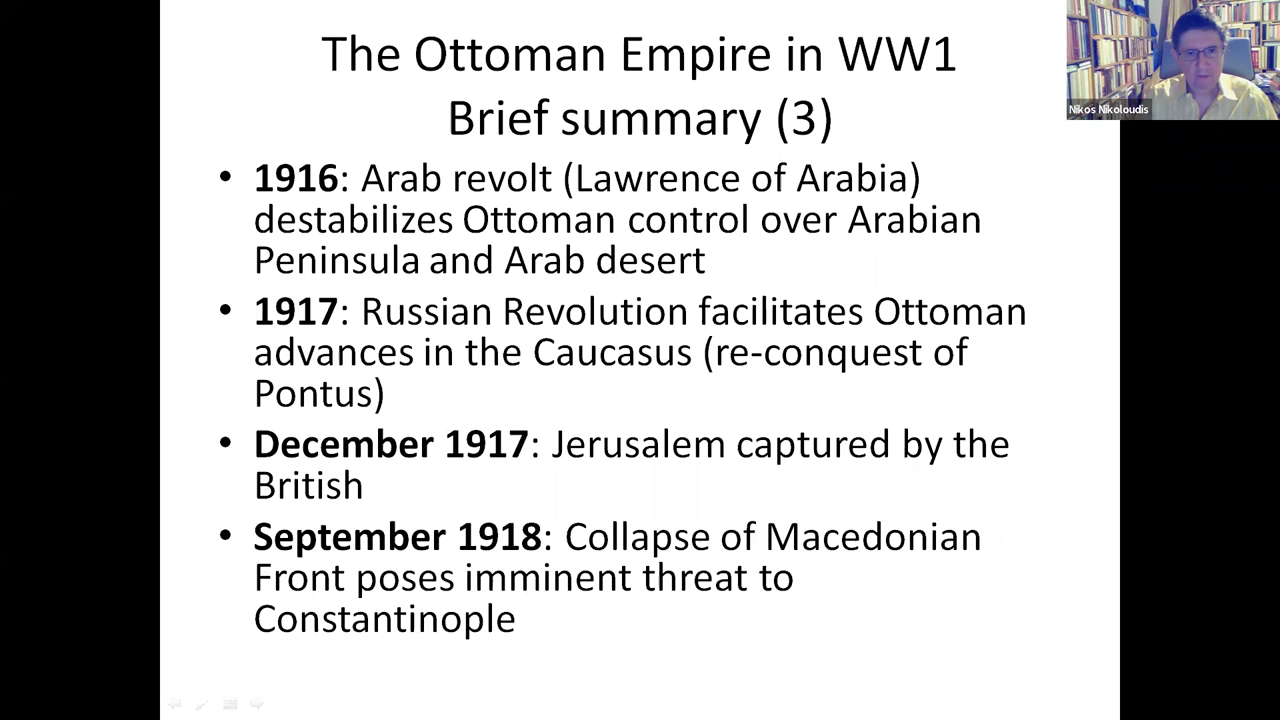 The Ottoman Empire in WW1
Brief summary (3)
Nikos Nikoloudis
• 1916: Arab revolt (Lawrence of Arabia)
destabilizes Ottoman control over Arabian
Peninsula and Arab desert
• 1917: Russian Revolution facilitates Ottoman
advances in the Caucasus (re-conquest of
Pontus)
• December 1917: Jerusalem captured by the
British
• September 1918: Collapse of Macedonian
Front poses imminent threat to
Constantinople